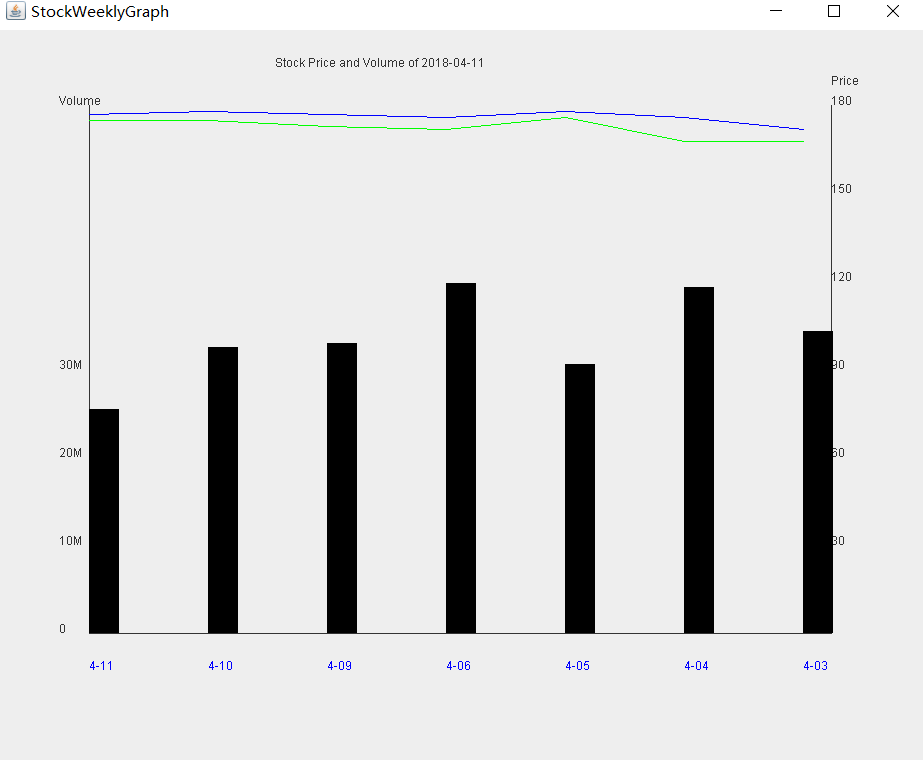 StockWeeklyGraph
Stock Price and Volume of 2018-04-11
Price
Volume
180
150
120
30M
90
20M
60
10M
30
0
4-11
4-10
4-09
4-06
4-05
4-04
4-03